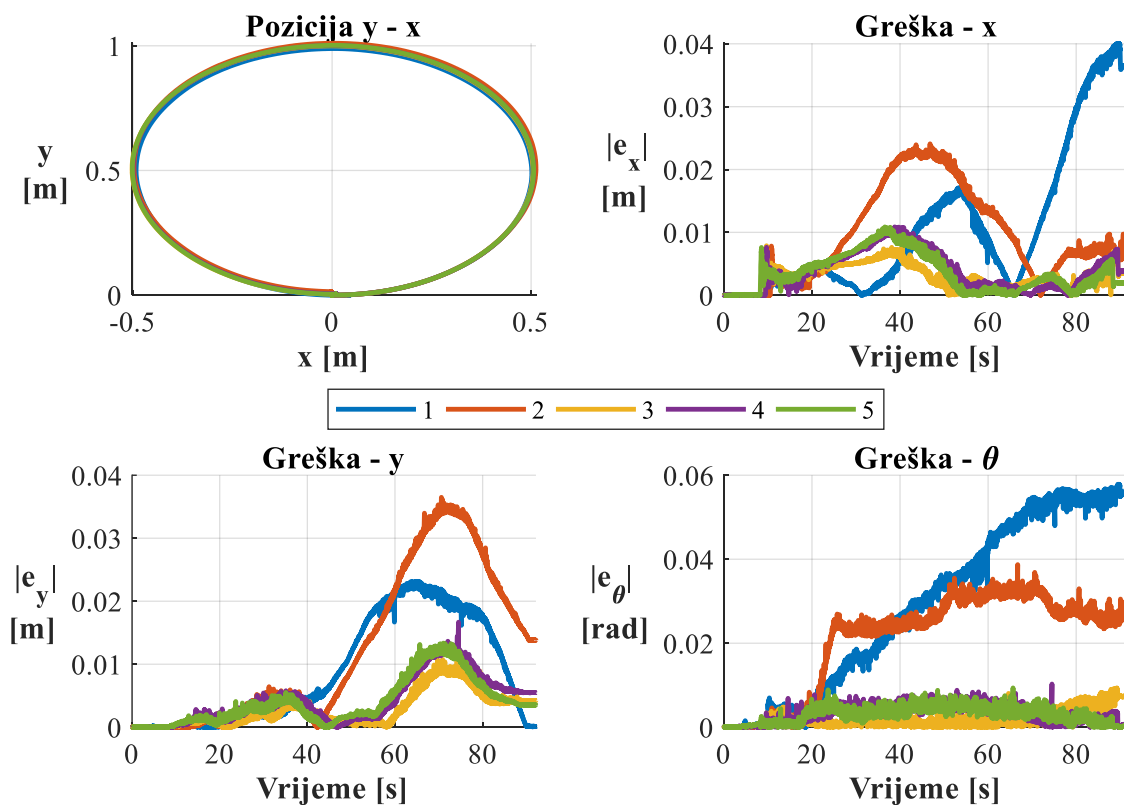 Pozicija y - x
1
0.5
0
y
[m]
-0.5
0
0.5
x [m]
Greška - x
0.04
0.03
0.02
0.01
0
|e_x|
[m]
0
20
40
60
80
Vrijeme [s]
1
2
3
4
5
Greška - y
0.04
0.03
0.02
0.01
0
|e_y|
[m]
0
20
40
60
80
Vrijeme [s]
Greška - θ
0.06
0.04
0.02
0
|e_θ|
[rad]
0
20
40
60
80
Vrijeme [s]